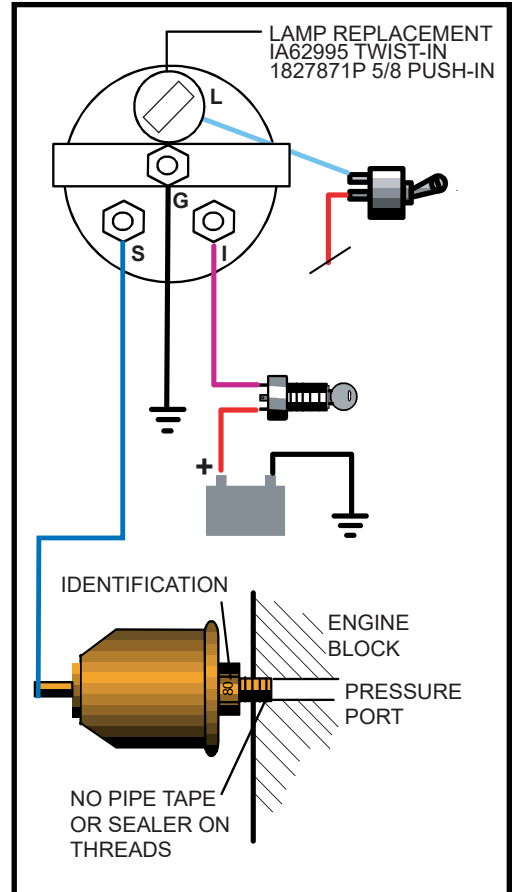 LAMP REPLACEMENT
IA62995 TWIST-IN
1827871P 5/8 PUSH-IN
L
G
S
I
+
IDENTIFICATION
80
ENGINE
BLOCK
PRESSURE
PORT
NO PIPE TAPE
OR SEALER ON
THREADS